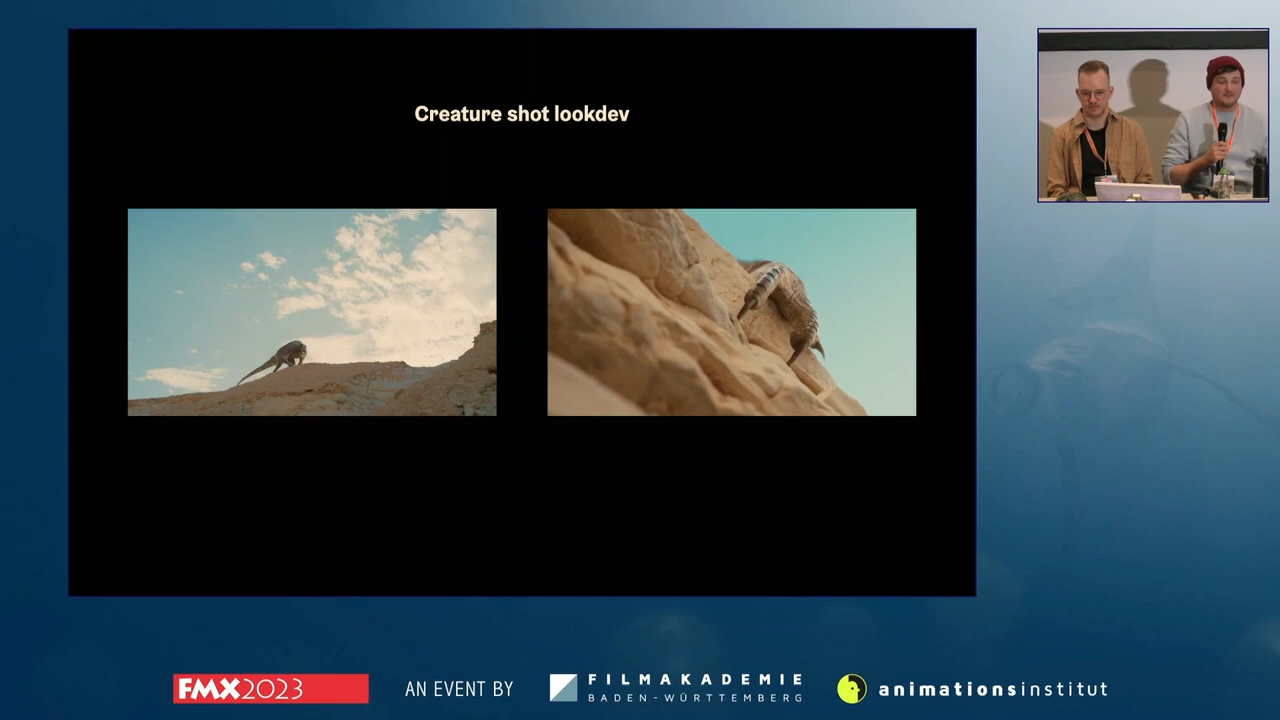 Creature shot lookdev
FMX2023
AN EVENT BY
FILMAKADEMIE
BADEN-WÜRTTEMBERG
animationsinstitut